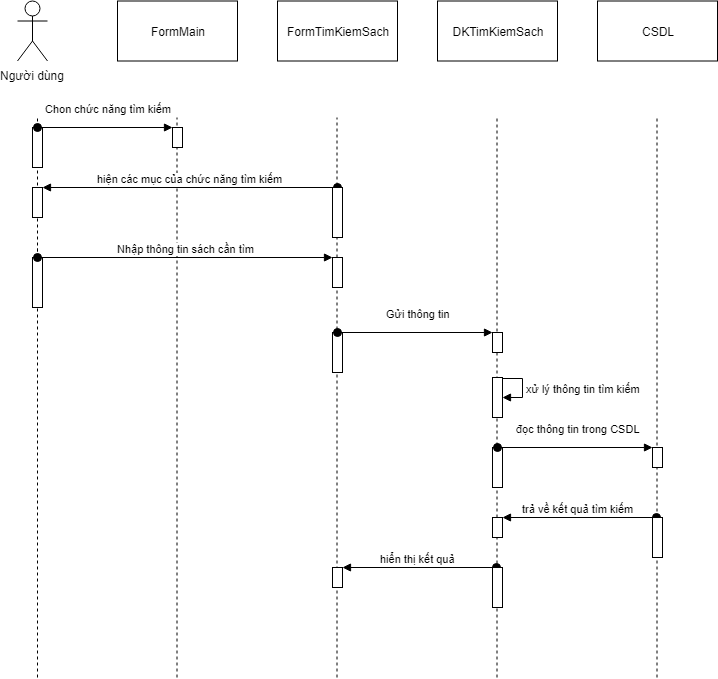 FormMain
FormTimKiemSach
DKTimKiemSach
CSDL
Người dùng
Chon chức năng tìm kiếm
hiện các mục của chức năng tìm kiếm
Nhập thông tin sách cần tìm
Gửi thông tin
xử lý thông tin tìm kiếm
đọc thông tin trong CSDL
trả về kết quả tìm kiếm
hiển thị kết quả